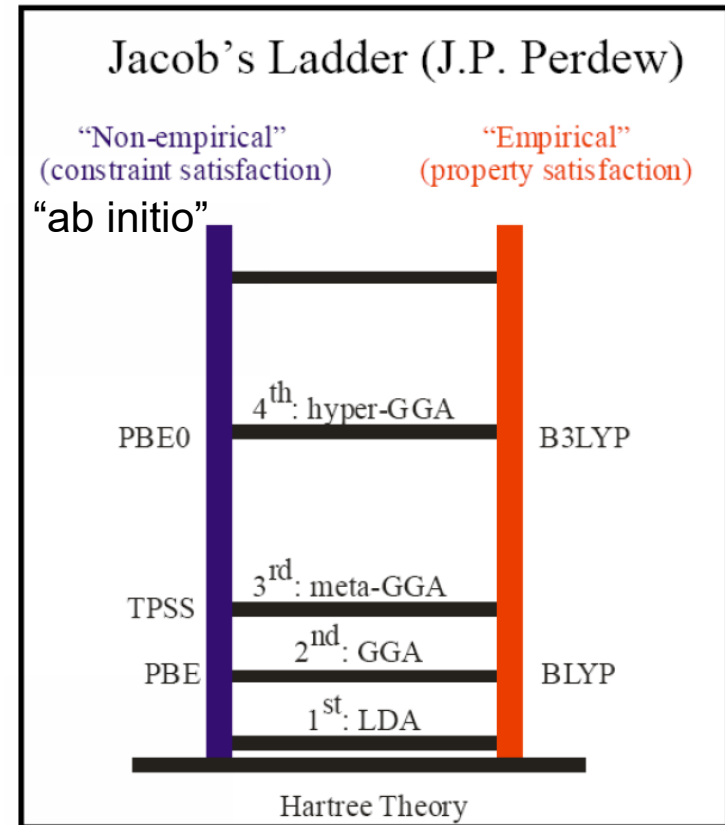 Jacob's Ladder (J.P. Perdew)
“Non-empirical” “Empirical”
(constraint satisfaction) (property satisfaction)
“ab initio”
4th: hyper-GGA
PBE0 B3LYP
3rd: meta-GGA
TPSS
2nd: GGA
PBE BLYP
1st: LDA
Hartree Theory